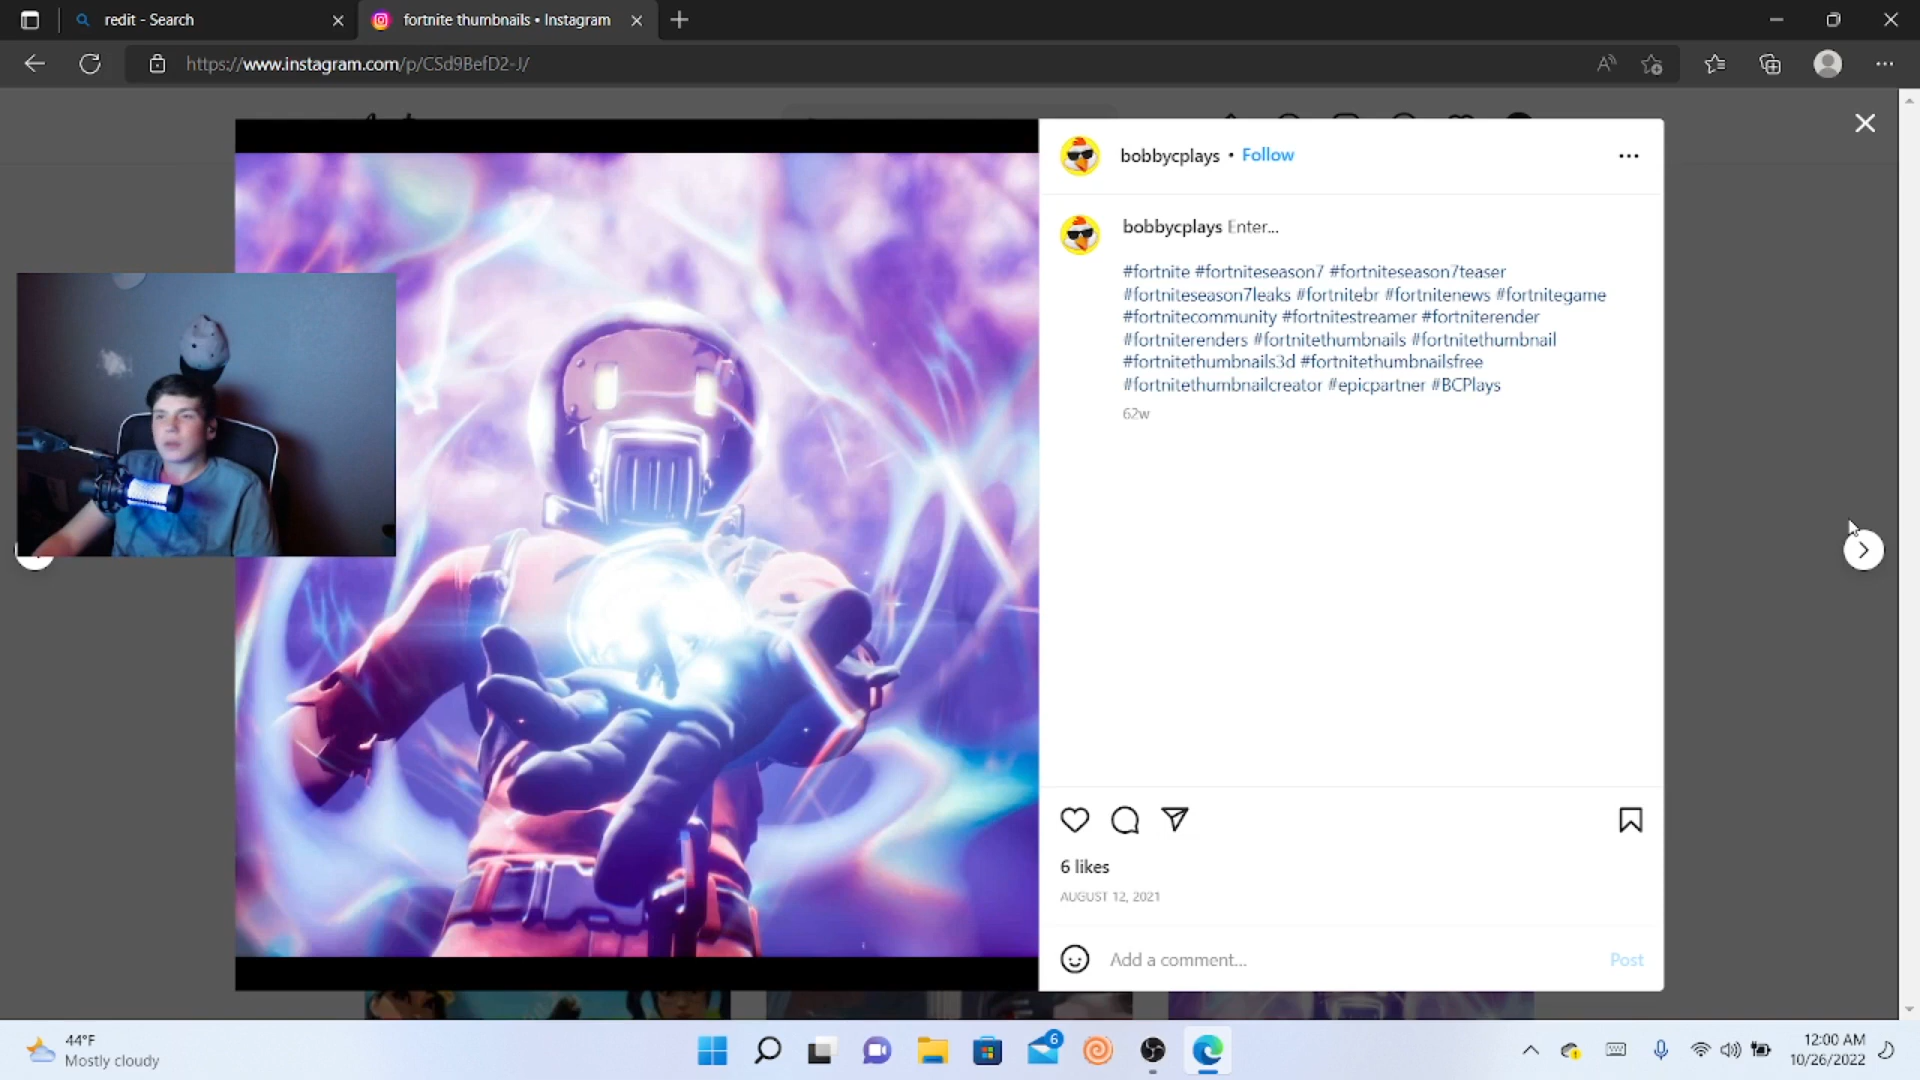 redit - Search
fortnite thumbnails • Instagram
https://www.instagram.com/p/CSd9BefD2-J/
bobbycplays • Follow
bobbycplays Enter...
#fortnite #fortniteseason7 #fortniteseason7teaser
#fortniteseason7leaks #fortnitebr #fortnitenews #fortnitegame
#fortnitecommunity #fortnitestreamer #fortniterender
#fortniterenders #fortnitethumbnails #fortnitethumbnail
#fortnitethumbnails3d #fortnitethumbnailsfree
#fortnitethumbnailcreator #epicpartner #BCPlays
62w
6 likes
AUGUST 12, 2021
Add a comment...
Post
44°F
Mostly cloudy
6
12:00 AM
10/26/2022